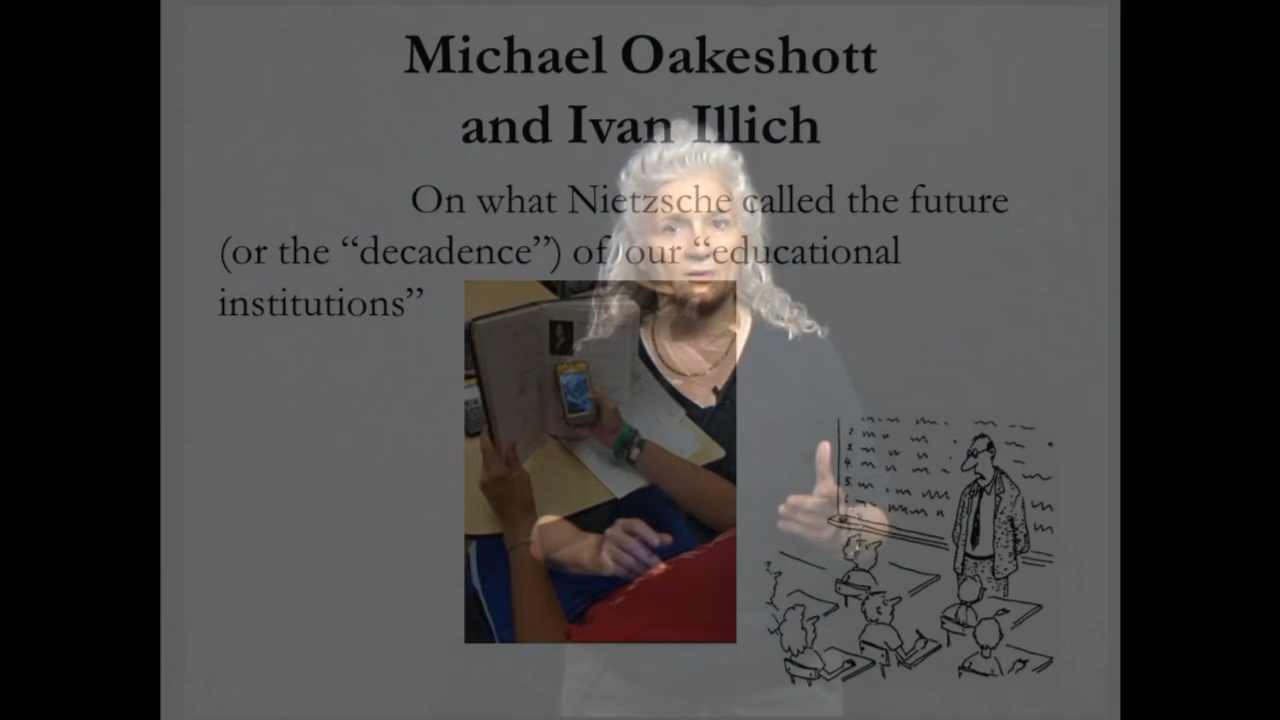 Michael Oakeshott
and Ivan Illich
On what Nietzsche called the future
(or the “decadence”) of our “educational
institutions”